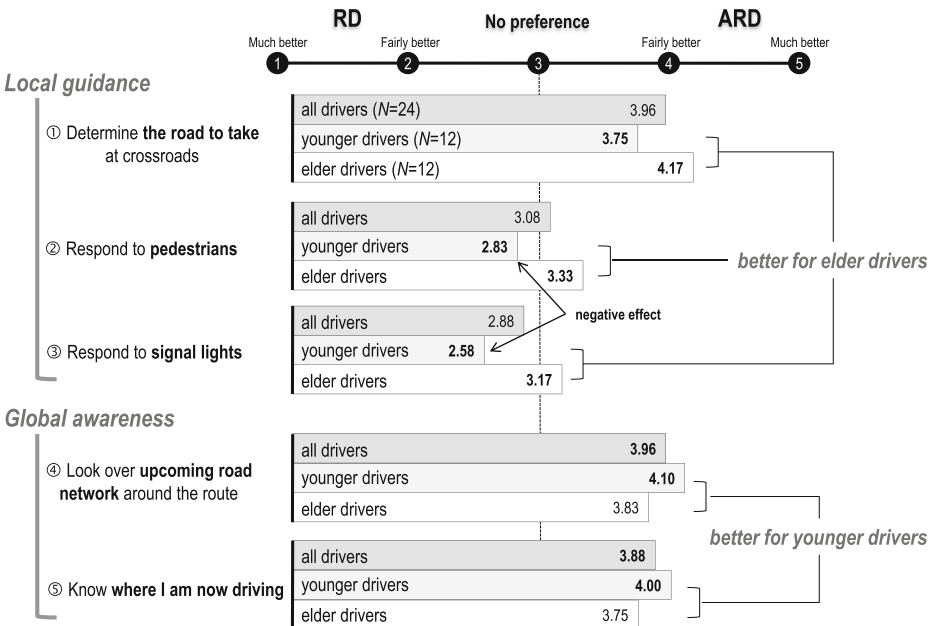 RD
No preference
ARD
Much better
Fairly better
Fairly better
Much better
1
2
3
4
5
Local guidance
① Determine the road to take
at crossroads
all drivers (N=24) 3.96
younger drivers (N=12) 3.75
elder drivers (N=12) 4.17
② Respond to pedestrians
all drivers 3.08
younger drivers 2.83
elder drivers 3.33
better for elder drivers
negative effect
③ Respond to signal lights
all drivers 2.88
younger drivers 2.58
elder drivers 3.17
Global awareness
④ Look over upcoming road
network around the route
all drivers 3.96
younger drivers 4.10
elder drivers 3.83
better for younger drivers
⑤ Know where I am now driving
all drivers 3.88
younger drivers 4.00
elder drivers 3.75